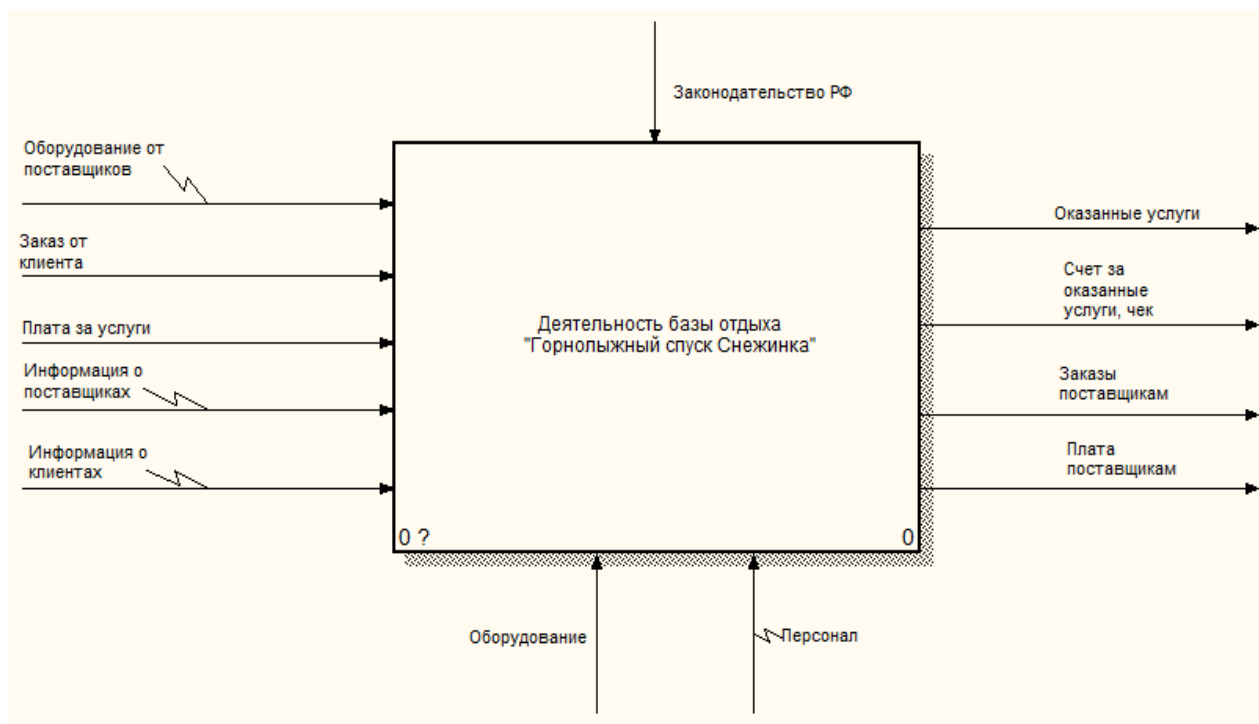 Законодательство РФ
Оборудование от
поставщиков
Заказ от
клиента
Плата за услуги
Информация о
поставщиках
Информация о
клиентах
Деятельность базы отдыха
"Горнолыжный спуск Снежинка"
0 ?
0
Оказанные услуги
Счет за
оказанные
услуги, чек
Заказы
поставщикам
Плата
поставщикам
Оборудование
Персонал